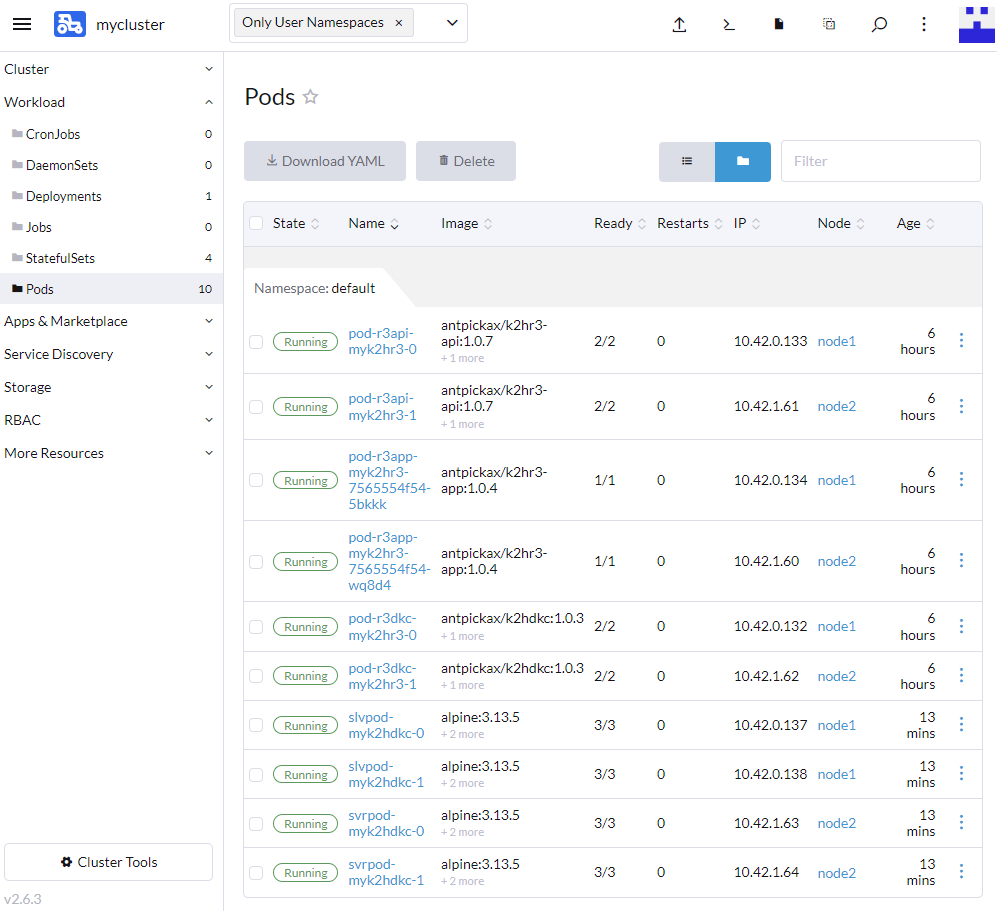 mycluster
Only User Namespaces ×
Cluster
Workload
CronJobs 0
DaemonSets 0
Deployments 1
Jobs 0
StatefulSets 4
Pods 10
Apps & Marketplace
Service Discovery
Storage
RBAC
More Resources
Cluster Tools
v2.6.3
Pods
Download YAML Delete Filter
State Name Image Ready Restarts IP Node Age
Namespace: default
Running pod-r3api-myk2hr3-0 antpickax/k2hr3-api:1.0.7 + 1 more 2/2 0 10.42.0.133 node1 6 hours
Running pod-r3api-myk2hr3-1 antpickax/k2hr3-api:1.0.7 + 1 more 2/2 0 10.42.1.61 node2 6 hours
Running pod-r3app-myk2hr3-7565554f54-5bkkk antpickax/k2hr3-app:1.0.4 1/1 0 10.42.0.134 node1 6 hours
Running pod-r3app-myk2hr3-7565554f54-wq8d4 antpickax/k2hr3-app:1.0.4 1/1 0 10.42.1.60 node2 6 hours
Running pod-r3dkc-myk2hr3-0 antpickax/k2hdkc:1.0.3 + 1 more 2/2 0 10.42.0.132 node1 6 hours
Running pod-r3dkc-myk2hr3-1 antpickax/k2hdkc:1.0.3 + 1 more 2/2 0 10.42.1.62 node2 6 hours
Running slvpod-myk2hdkc-0 alpine:3.13.5 + 2 more 3/3 0 10.42.0.137 node1 13 mins
Running slvpod-myk2hdkc-1 alpine:3.13.5 + 2 more 3/3 0 10.42.0.138 node1 13 mins
Running svrpod-myk2hdkc-0 alpine:3.13.5 + 2 more 3/3 0 10.42.1.63 node2 13 mins
Running svrpod-myk2hdkc-1 alpine:3.13.5 + 2 more 3/3 0 10.42.1.64 node2 13 mins